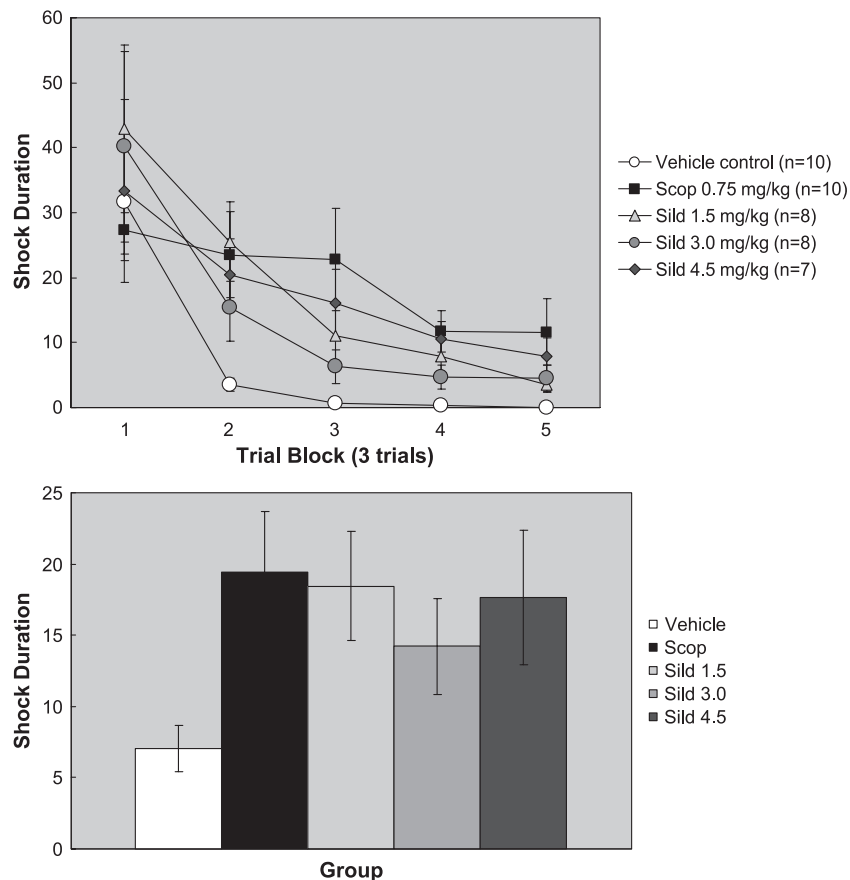 60
50
40
30
20
10
0
Shock Duration
1 2 3 4 5
Trial Block (3 trials)
Vehicle control (n=10)
Scop 0.75 mg/kg (n=10)
Sild 1.5 mg/kg (n=8)
Sild 3.0 mg/kg (n=8)
Sild 4.5 mg/kg (n=7)
25
20
15
10
5
0
Shock Duration
Group
Vehicle
Scop
Sild 1.5
Sild 3.0
Sild 4.5